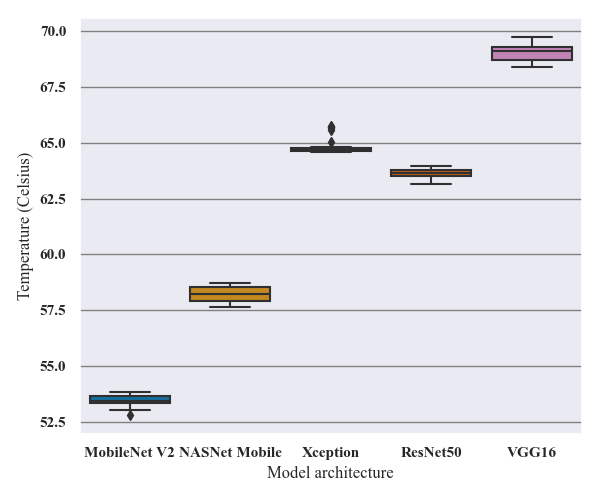 70.0
67.5
65.0
62.5
60.0
57.5
55.0
52.5
Temperature (Celsius)
MobileNet V2 NASNet Mobile Xception ResNet50 VGG16
Model architecture